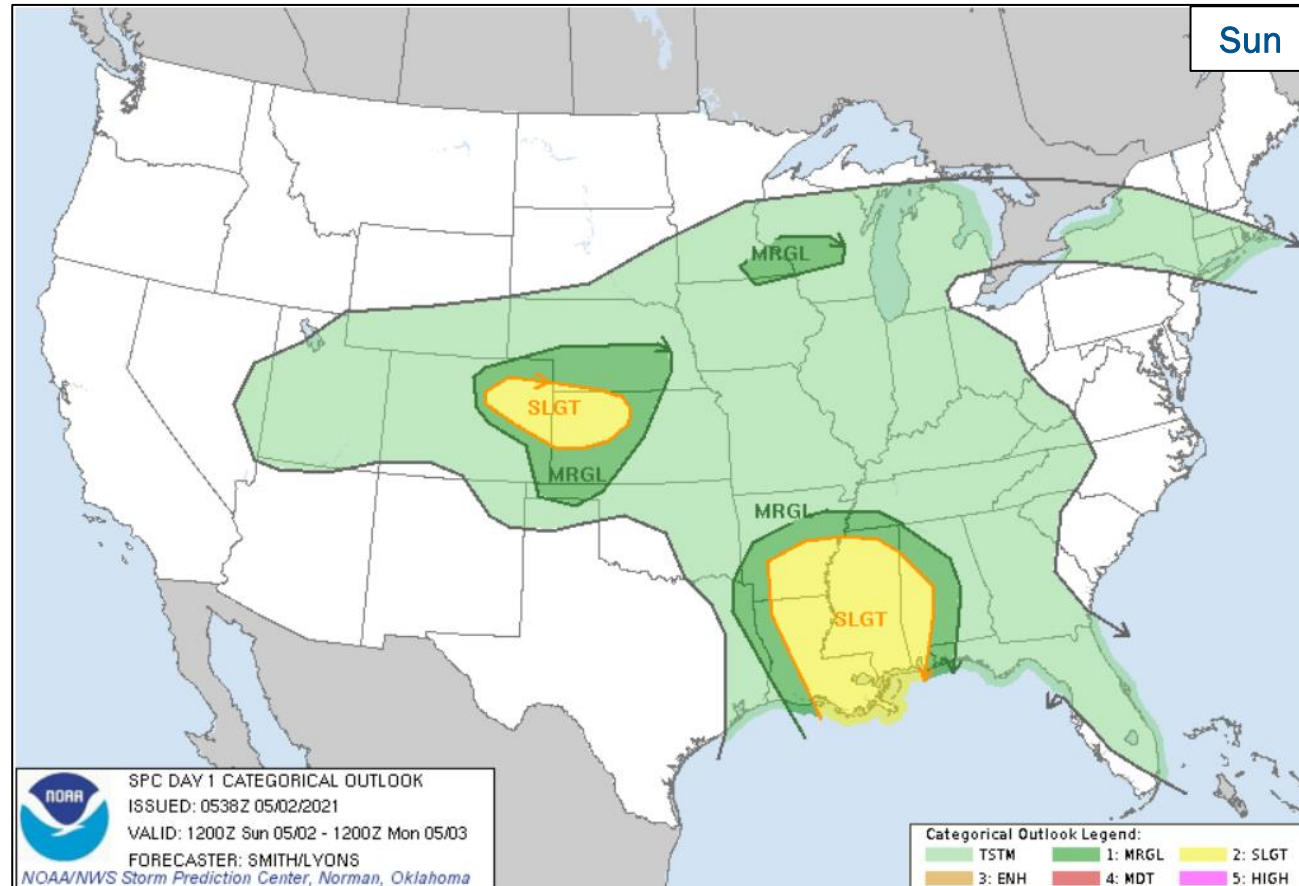 Sun
MRGL
SLGT
MRGL
MRGL
SLGT
NOAA
SPC DAY 1 CATEGORICAL OUTLOOK
ISSUED: 0538Z 05/02/2021
VALID: 1200Z Sun 05/02 - 1200Z Mon 05/03
FORECASTER: SMITH/LYONS
NOAA/NWS Storm Prediction Center, Norman, Oklahoma
Categorical Outlook Legend:
TSTM 1: MRGL 2: SLGT
3: ENH 4: MDT 5: HIGH